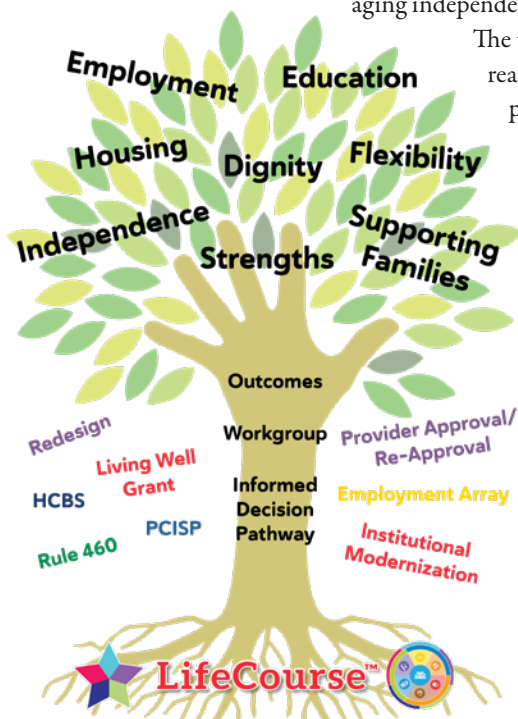 aging independe
The
rea
p
Employment
Education
Housing
Dignity
Flexibility
Independence
Strengths
Supporting
Families
Outcomes
Workgroup
Informed
Decision
Pathway
Redesign
Living Well
Grant
HCBS
PCISP
Rule 460
Provider Approval/
Re-Approval
Employment Array
Institutional
Modernization
LifeCourse™